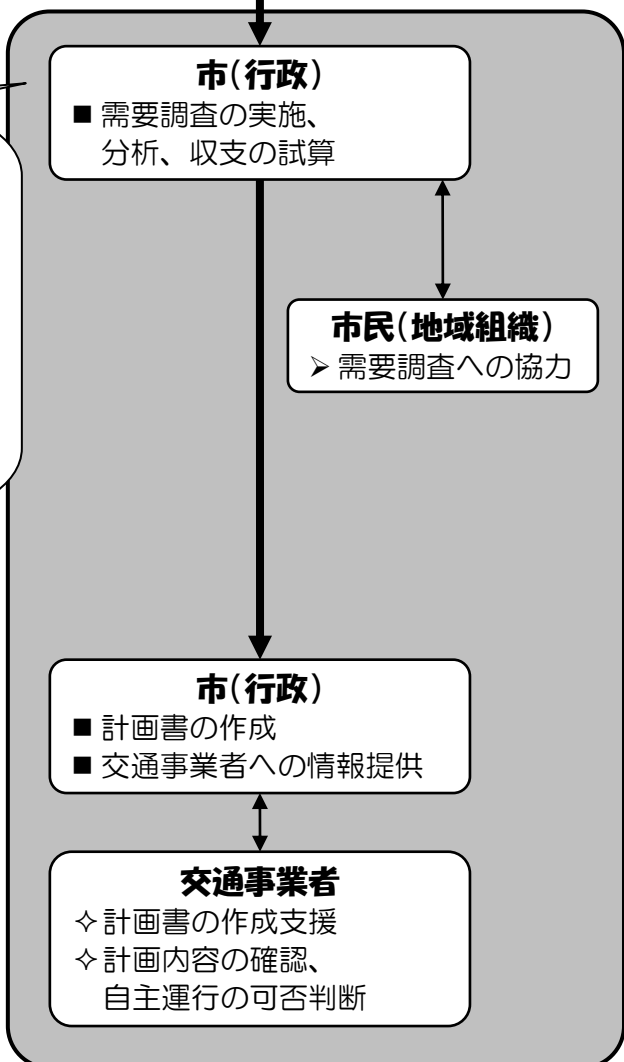 市(行政)
■ 需要調査の実施、
分析、収支の試算
市民(地域組織)
➢ 需要調査への協力
市(行政)
■ 計画書の作成
■ 交通事業者への情報提供
交通事業者
✧計画書の作成支援
✧計画内容の確認、
自主運行の可否判断